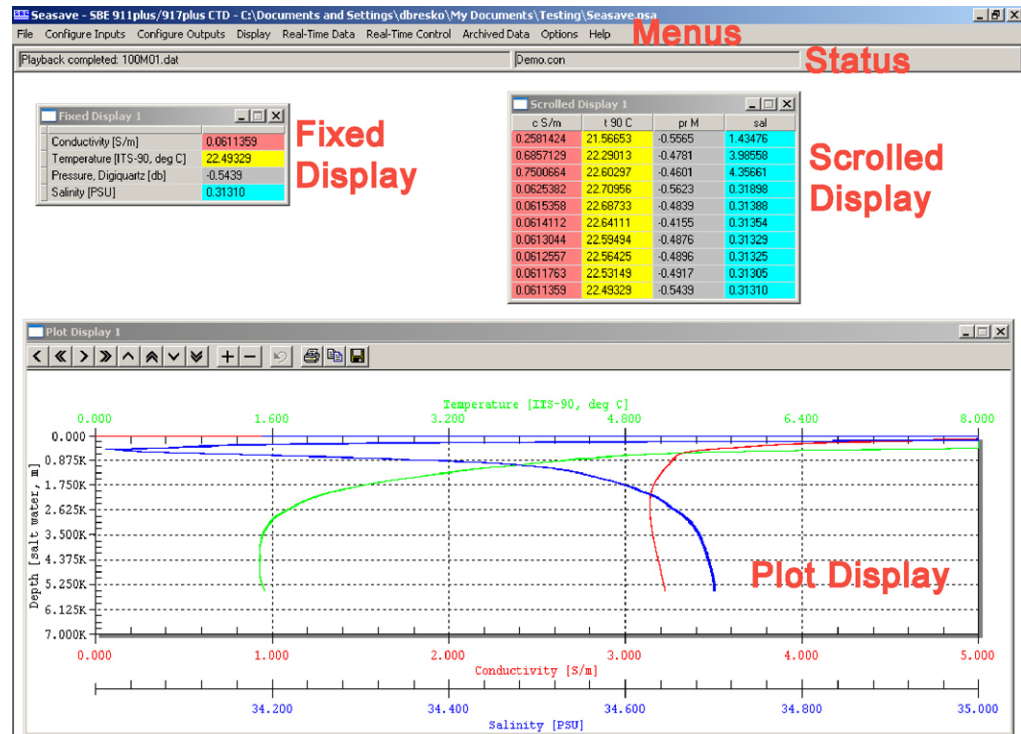 Seasave - SBE 911plus/917plus CTD - C:\Documents and Settings\dbresko\My Documents\Testing\Seasave.psa
File Configure Inputs Configure Outputs Display Real-Time Data Real-Time Control Archived Data Options Help
Menus
Playback completed: 100M01.dat Demo.con
Status
Fixed Display 1
Conductivity [S/m] 0.0611359
Temperature [ITS-90, deg C] 22.49329
Pressure, Digiquartz [db] -0.5439
Salinity [PSU] 0.31310
Fixed
Display
Scrolled Display 1
c S/m t 90 C pr M sal
0.2581424 21.56653 -0.5565 1.43476
0.6857129 22.29013 -0.4781 3.98558
0.7500664 22.60297 -0.4601 4.35661
0.0625382 22.70956 -0.5623 0.31898
0.0615358 22.68733 -0.4839 0.31388
0.0614112 22.64111 -0.4155 0.31354
0.0613044 22.59494 -0.4876 0.31329
0.0612557 22.56425 -0.4896 0.31325
0.0611763 22.53149 -0.4917 0.31305
0.0611359 22.49329 -0.5439 0.31310
Scrolled
Display
Plot Display 1
Temperature [ITS-90, deg C]
0.000 1.600 3.200 4.800 6.400 8.000
Depth [salt water, m]
0.000
0.875K
1.750K
2.625K
3.500K
4.375K
5.250K
6.125K
7.000K
Plot Display
0.000 1.000 2.000 3.000 4.000 5.000
Conductivity [S/m]
34.200 34.400 34.600 34.800 35.000
Salinity [PSU]